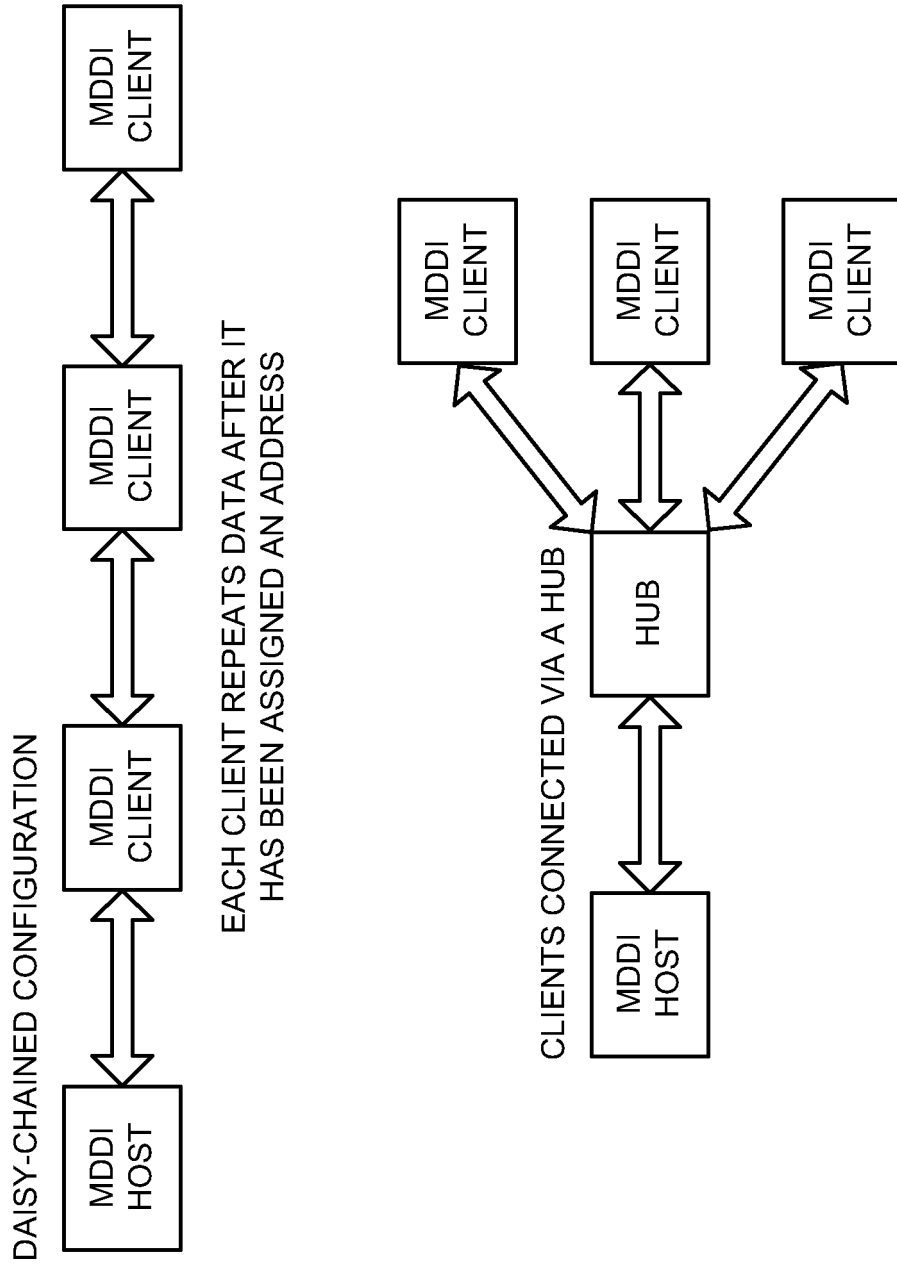 DAISY-CHAINED CONFIGURATION
MDDI
HOST
MDDI
CLIENT
MDDI
CLIENT
MDDI
CLIENT
EACH CLIENT REPEATS DATA AFTER IT
HAS BEEN ASSIGNED AN ADDRESS
CLIENTS CONNECTED VIA A HUB
MDDI
HOST
HUB
MDDI
CLIENT
MDDI
CLIENT
MDDI
CLIENT